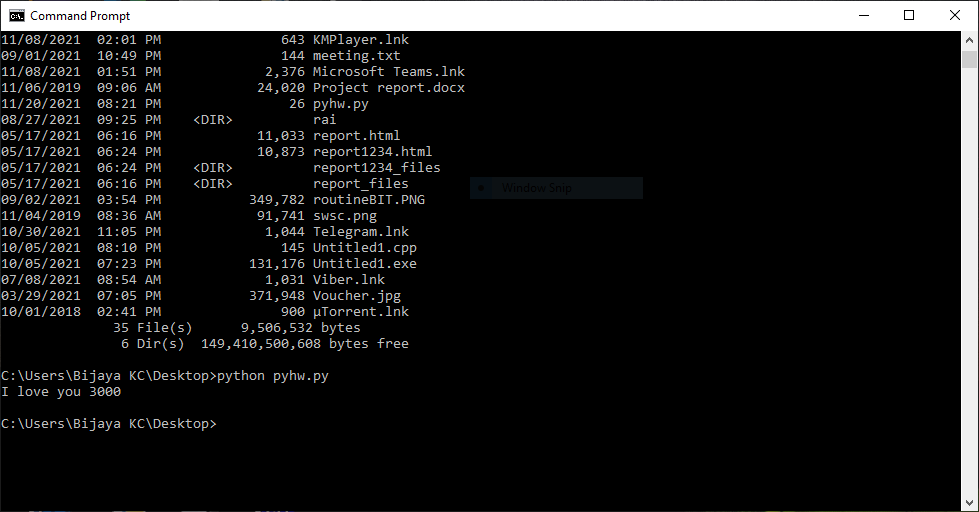 Command Prompt
11/08/2021  02:01 PM               643 KMPlayer.lnk
09/01/2021  10:49 PM               144 meeting.txt
11/08/2021  01:51 PM             2,376 Microsoft Teams.lnk
11/06/2019  09:06 AM            24,020 Project report.docx
11/20/2021  08:21 PM                26 pyhw.py
08/27/2021  09:25 PM    <DIR>          rai
05/17/2021  06:16 PM            11,033 report.html
05/17/2021  06:24 PM            10,873 report1234.html
05/17/2021  06:24 PM    <DIR>          report1234_files
05/17/2021  06:16 PM    <DIR>          report_files
Window Snip
09/02/2021  03:54 PM           349,782 routineBIT.PNG
11/04/2019  08:36 AM            91,741 swsc.png
10/30/2021  11:05 PM             1,044 Telegram.lnk
10/05/2021  08:10 PM               145 Untitled1.cpp
10/05/2021  07:23 PM           131,176 Untitled1.exe
07/08/2021  08:54 AM             1,031 Viber.lnk
03/29/2021  07:05 PM           371,948 Voucher.jpg
10/01/2018  02:41 PM               900 µTorrent.lnk
              35 File(s)      9,506,532 bytes
               6 Dir(s)  149,410,500,608 bytes free
C:\Users\Bijaya KC\Desktop>python pyhw.py
I love you 3000
C:\Users\Bijaya KC\Desktop>